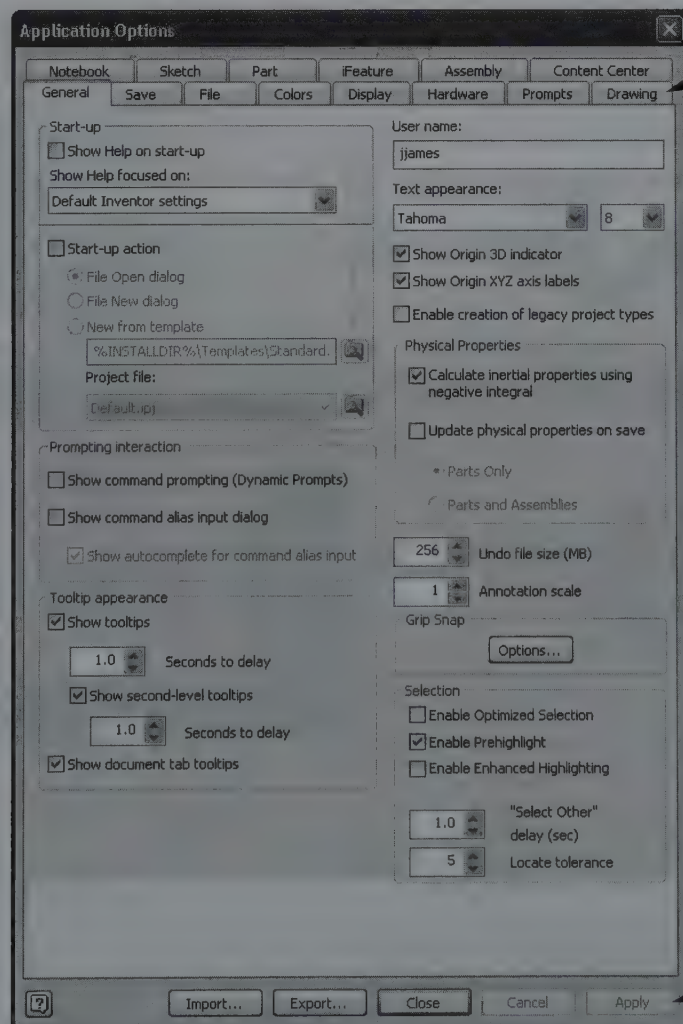 Application Options
Notebook Sketch Part iFeature Assembly Content Center
General Save File Colors Display Hardware Prompts Drawing
Start-up
Show Help on start-up
Show Help focused on:
Default Inventor settings
Start-up action
File Open dialog
File New dialog
New from template
%INSTALLDIR%\Templates\Standard.
Project file:
Default.ipj
Prompting interaction
Show command prompting (Dynamic Prompts)
Show command alias input dialog
Show autocomplete for command alias input
Tooltip appearance
Show tooltips
1.0 Seconds to delay
Show second-level tooltips
1.0 Seconds to delay
Show document tab tooltips
User name:
jjames
Text appearance:
Tahoma 8
Show Origin 3D indicator
Show Origin XYZ axis labels
Enable creation of legacy project types
Physical Properties
Calculate inertial properties using
negative integral
Update physical properties on save
Parts Only
Parts and Assemblies
256 Undo file size (MB)
1 Annotation scale
Grip Snap
Options...
Selection
Enable Optimized Selection
Enable Prehighlight
Enable Enhanced Highlighting
1.0 "Select Other"
delay (sec)
5 Locate tolerance
? Import... Export... Close Cancel Apply